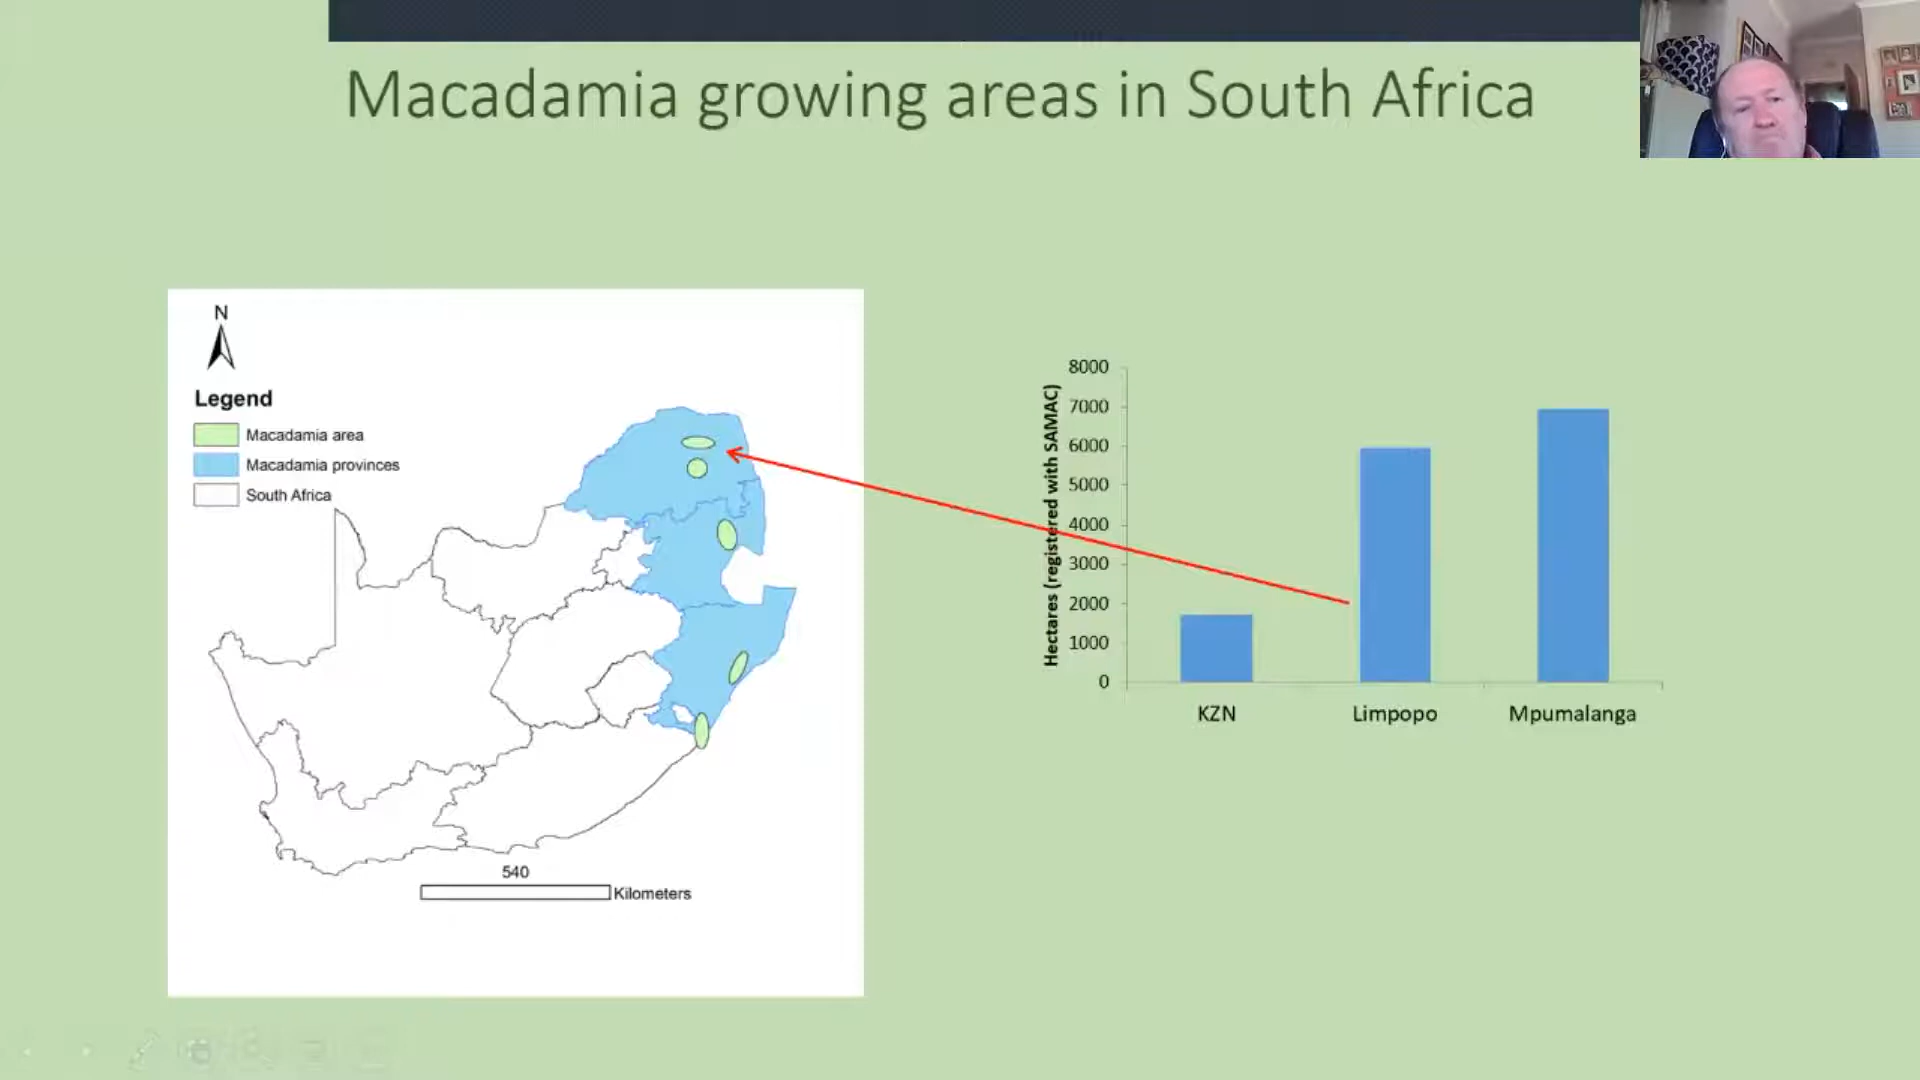 Macadamia growing areas in South Africa
N
Legend
Macadamia area
Macadamia provinces
South Africa
540
Kilometers
Hectares (registered with SAMAC)
8000
7000
6000
5000
4000
3000
2000
1000
0
KZN
Limpopo
Mpumalanga